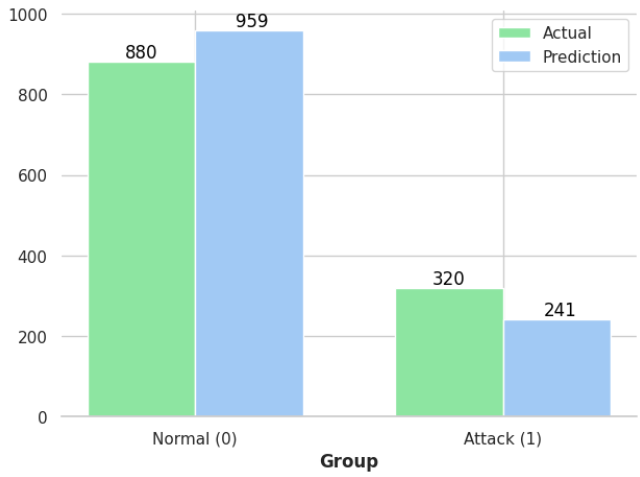 1000
800
600
400
200
0
880
959
320
241
Actual
Prediction
Normal (0)
Attack (1)
Group